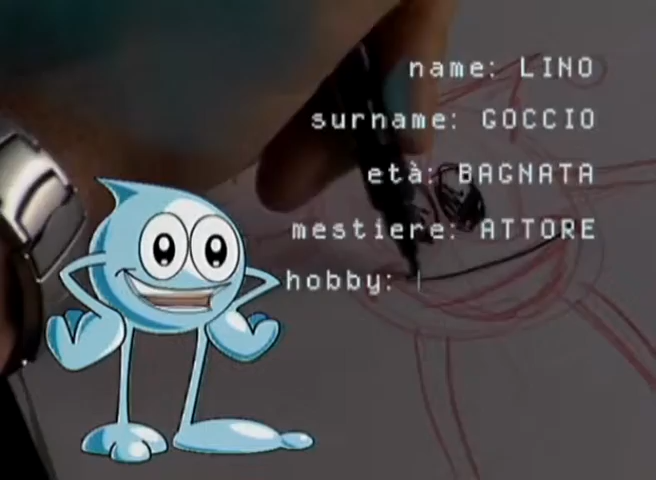 name: LINO
surname: GOCCIO
età: BAGNATA
mestiere: ATTORE
hobby: